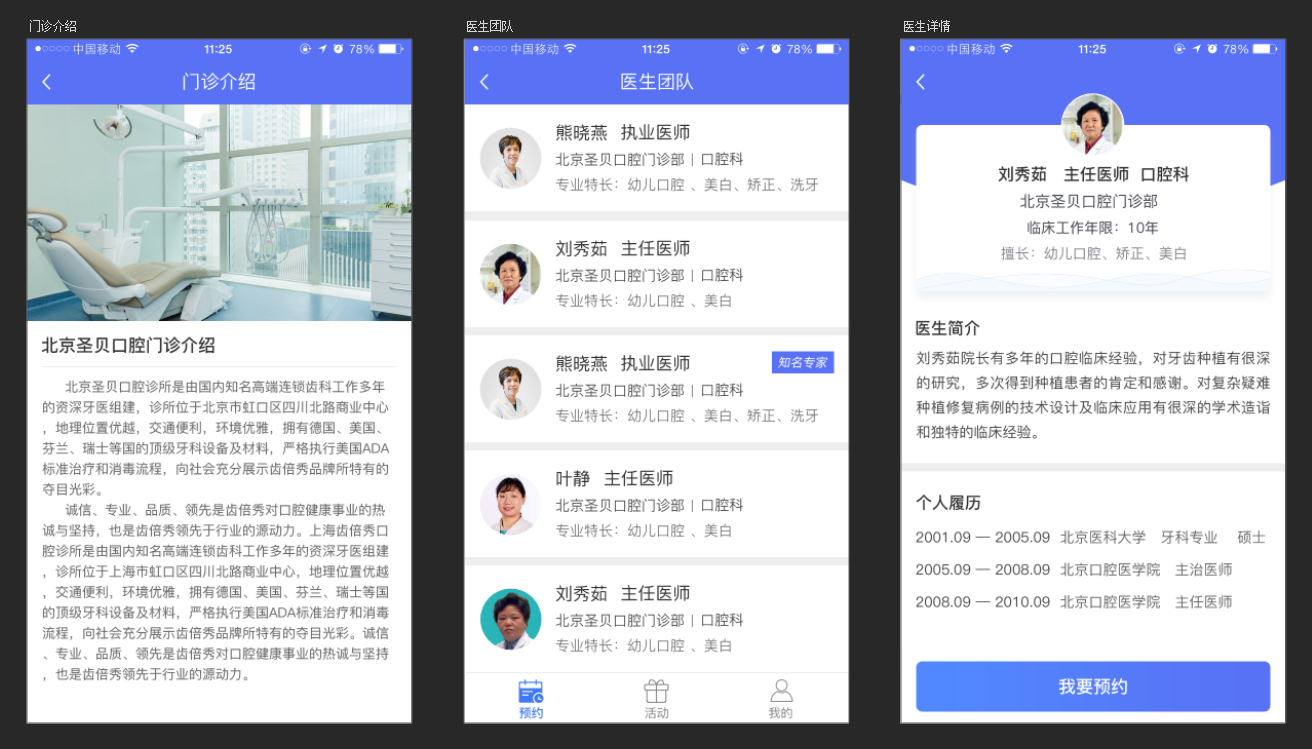 门诊介绍
中国移动
11:25
78%
门诊介绍
北京圣贝口腔门诊介绍
北京圣贝口腔诊所是由国内知名高端连锁齿科工作多年
的资深牙医组建，诊所位于北京市虹口区四川北路商业中心
，地理位置优越，交通便利，环境优雅，拥有德国、美国、
芬兰、瑞士等国的顶级牙科设备及材料，严格执行美国ADA
标准治疗和消毒流程，向社会充分展示齿倍秀品牌所特有的
夺目光彩。
诚信、专业、品质、领先是齿倍秀对口腔健康事业的热
诚与坚持，也是齿倍秀领先于行业的源动力。上海齿倍秀口
腔诊所是由国内知名高端连锁齿科工作多年的资深牙医组建
，诊所位于上海市虹口区四川北路商业中心，地理位置优越
，交通便利，环境优雅，拥有德国、美国、芬兰、瑞士等国
的顶级牙科设备及材料，严格执行美国ADA标准治疗和消毒
流程，向社会充分展示齿倍秀品牌所特有的夺目光彩。诚信
、专业、品质、领先是齿倍秀对口腔健康事业的热诚与坚持
，也是齿倍秀领先于行业的源动力。
医生团队
中国移动
11:25
78%
医生团队
熊晓燕 执业医师
北京圣贝口腔门诊部 | 口腔科
专业特长：幼儿口腔 、美白、矫正、洗牙
刘秀茹 主任医师
北京圣贝口腔门诊部 | 口腔科
专业特长：幼儿口腔 、美白
熊晓燕 执业医师
知名专家
北京圣贝口腔门诊部 | 口腔科
专业特长：幼儿口腔 、美白、矫正、洗牙
叶静 主任医师
北京圣贝口腔门诊部 | 口腔科
专业特长：幼儿口腔 、美白
刘秀茹 主任医师
北京圣贝口腔门诊部 | 口腔科
专业特长：幼儿口腔 、美白
预约
活动
我的
医生详情
中国移动
11:25
78%
刘秀茹 主任医师 口腔科
北京圣贝口腔门诊部
临床工作年限：10年
擅长：幼儿口腔、矫正、美白
医生简介
刘秀茹院长有多年的口腔临床经验，对牙齿种植有很深
的研究，多次得到种植患者的肯定和感谢。对复杂疑难
种植修复病例的技术设计及临床应用有很深的学术造诣
和独特的临床经验。
个人履历
2001.09 — 2005.09 北京医科大学 牙科专业 硕士
2005.09 — 2008.09 北京口腔医学院 主治医师
2008.09 — 2010.09 北京口腔医学院 主任医师
我要预约